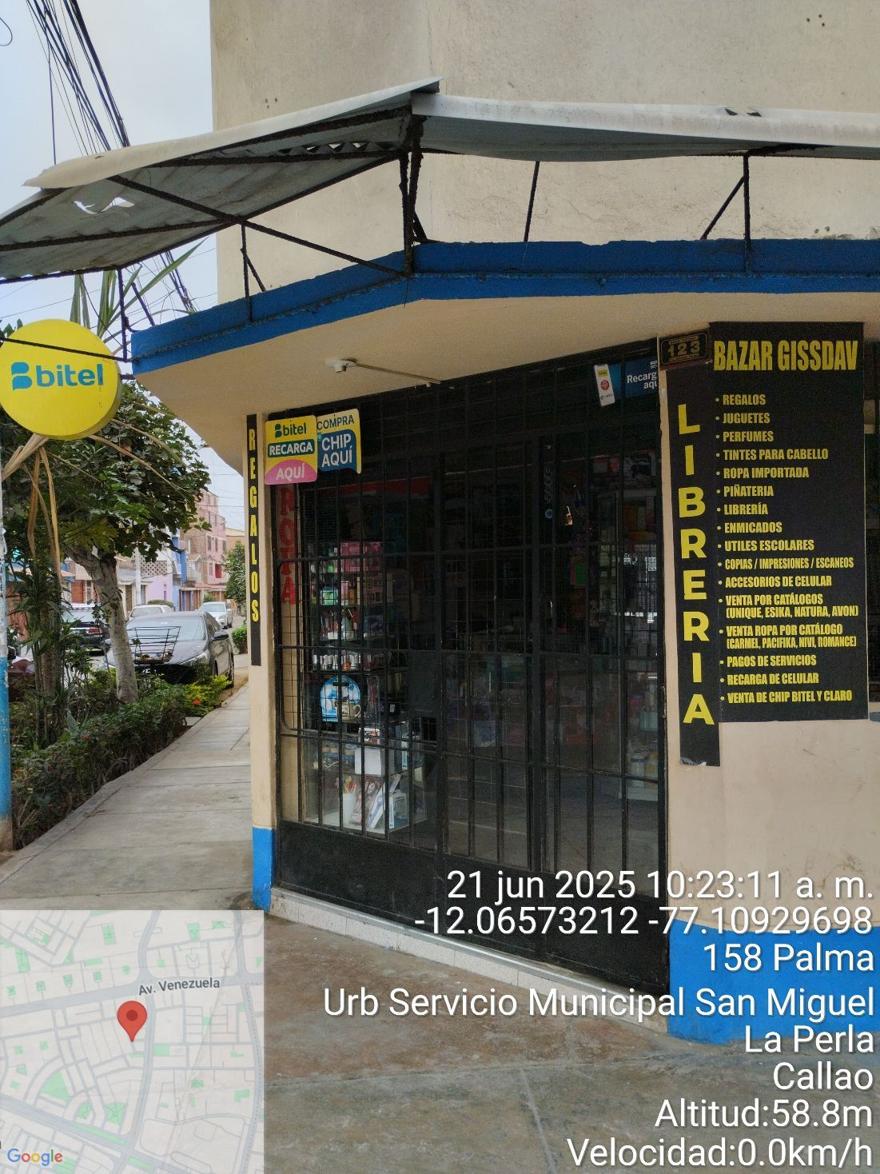 bitel
bitel
RECARGA
AQUÍ
COMPRA
CHIP
AQUÍ
REGALOS
ROPA
Recarga
aquí
123
LIBRERIA
BAZAR GISSDAV
• REGALOS
• JUGUETES
• PERFUMES
• TINTES PARA CABELLO
• ROPA IMPORTADA
• PIÑATERIA
• LIBRERÍA
• ENMICADOS
• UTILES ESCOLARES
• COPIAS / IMPRESIONES / ESCANEOS
• ACCESORIOS DE CELULAR
• VENTA POR CATÁLOGOS
(UNIQUE, ESIKA, NATURA, AVON)
• VENTA ROPA POR CATÁLOGO
(CARMEL, PACIFIKA, NIVI, ROMANCE)
• PAGOS DE SERVICIOS
• RECARGA DE CELULAR
• VENTA DE CHIP BITEL Y CLARO
21 jun 2025 10:23:11 a. m.
-12.06573212 -77.10929698
158 Palma
Urb Servicio Municipal San Miguel
La Perla
Callao
Altitud:58.8m
Velocidad:0.0km/h
Av. Venezuela
Google